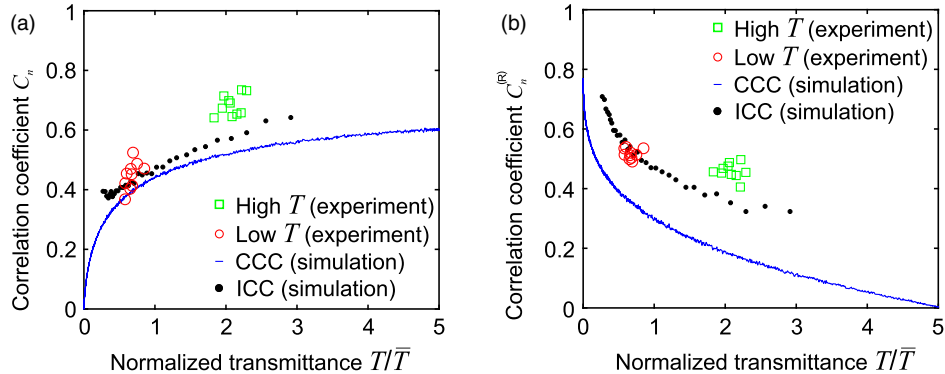 (a)
Correlation coefficient Cₙ
1
0.8
0.6
0.4
0.2
0
High T (experiment)
Low T (experiment)
CCC (simulation)
ICC (simulation)
0 1 2 3 4 5
Normalized transmittance T/T̅
(b)
Correlation coefficient Cₙ⁽ᴿ⁾
1
0.8
0.6
0.4
0.2
0
High T (experiment)
Low T (experiment)
CCC (simulation)
ICC (simulation)
0 1 2 3 4 5
Normalized transmittance T/T̅